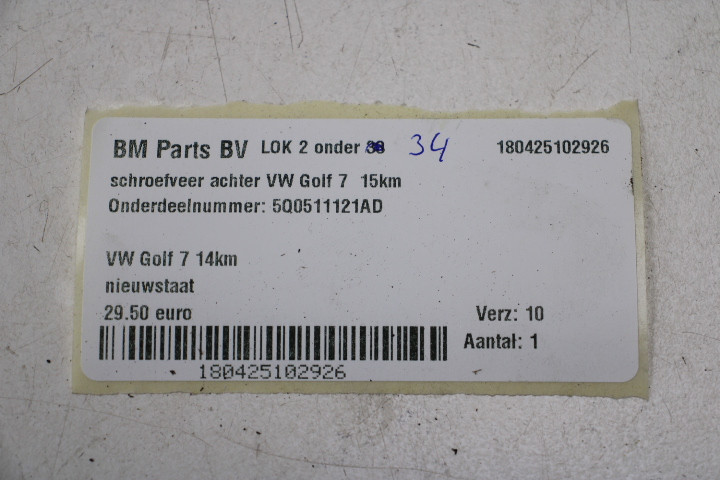 BM Parts BV LOK 2 onder 34 180425102926
schroefveer achter VW Golf 7 15km
Onderdeelnummer: 5Q0511121AD
VW Golf 7 14km
nieuwstaat
29.50 euro Verz: 10
Aantal: 1
180425102926